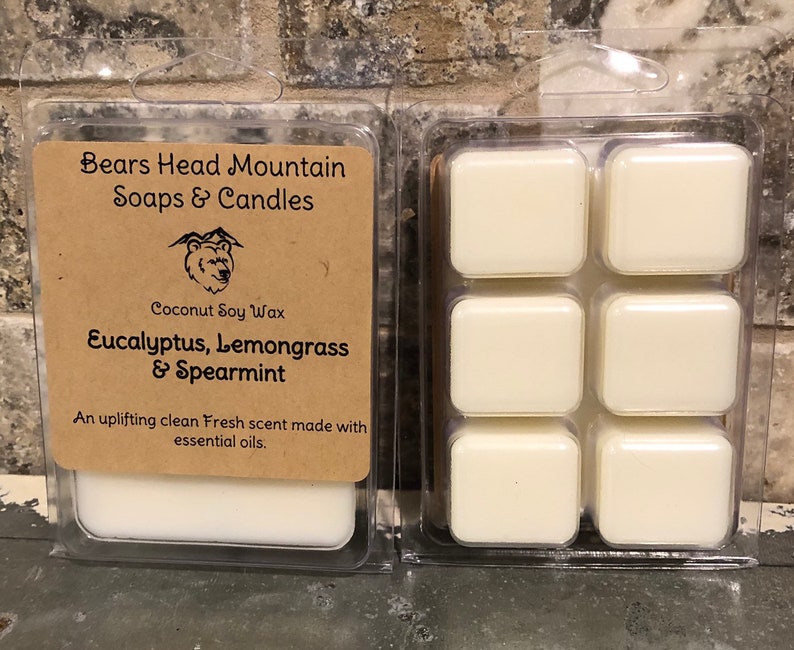 Bears Head Mountain
Soaps & Candles
Coconut Soy Wax
Eucalyptus, Lemongrass
& Spearmint
An uplifting clean Fresh scent made with
essential oils.